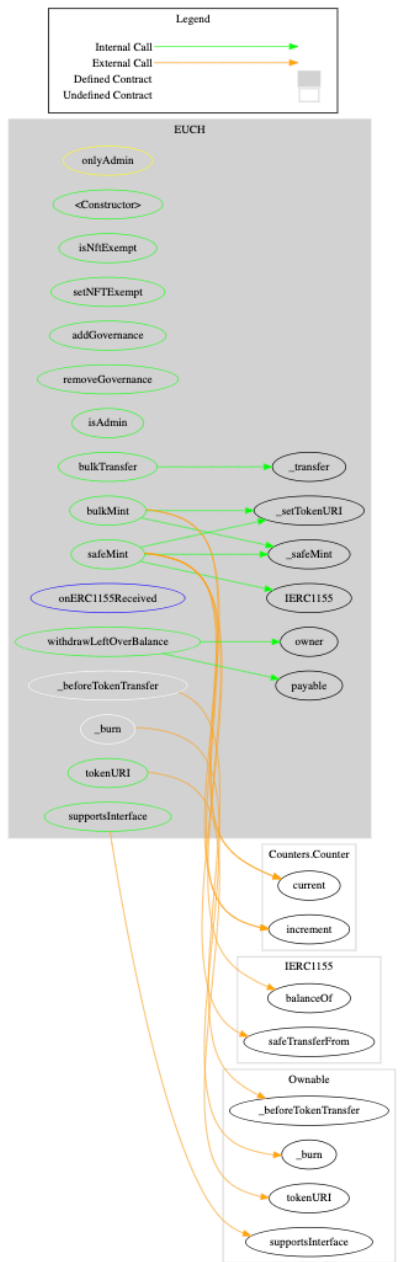 Legend
Internal Call
External Call
Defined Contract
Undefined Contract
EUCH
onlyAdmin
<Constructor>
isNftExempt
setNFTExempt
addGovernance
removeGovernance
isAdmin
bulkTransfer _transfer
bulkMint _setTokenURI
safeMint _safeMint
onERC1155Received IERC1155
withdrawLeftOverBalance owner
_beforeTokenTransfer payable
_burn
tokenURI
supportsInterface
Counters.Counter
current
increment
IERC1155
balanceOf
safeTransferFrom
Ownable
_beforeTokenTransfer
_burn
tokenURI
supportsInterface